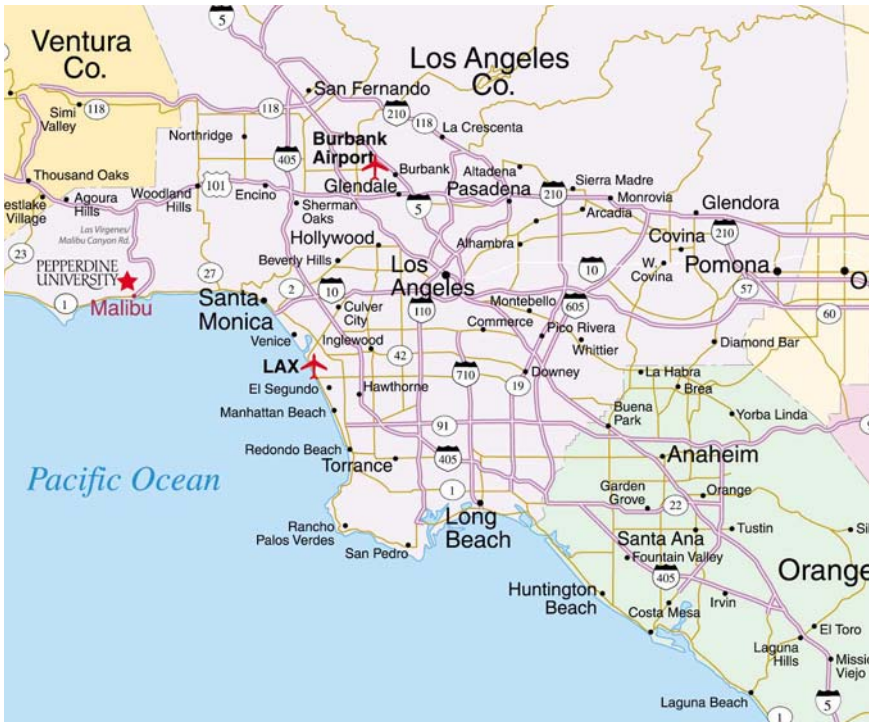 5
Ventura
Co.
Los Angeles
Co.
San Fernando
118
118
Simi
Valley
210
118
Northridge
La Crescenta
Burbank
Airport
405
Altadena
Burbank
Thousand Oaks
101
Glendale
Pasadena
210
Sierra Madre
Monrovia
Agoura
Hills
Woodland
Hills
Encino
Sherman
Oaks
5
Arcadia
Glendora
Village
Las Virgenes/
Malibu Canyon Rd.
Hollywood
Alhambra
Covina
210
23
Beverly Hills
Los
Angeles
10
W.
Covina
Pomona
PEPPERDINE
UNIVERSITY
27
2
10
57
O
1
Malibu
Santa
Monica
Culver
City
110
Montebello
605
60
Commerce
Pico Rivera
Venice
Inglewood
42
Whittier
Diamond Bar
LAX
710
La Habra
El Segundo
Hawthorne
19
Downey
Brea
Manhattan Beach
91
Buena
Park
Yorba Linda
9
Redondo Beach
Torrance
405
Anaheim
Pacific Ocean
1
Garden
Grove
Orange
22
Rancho
Palos Verdes
Long
Beach
Santa Ana
Tustin
Sil
San Pedro
Fountain Valley
405
Orange
Huntington
Beach
Costa Mesa
Irvin
El Toro
Laguna
Hills
Missio
Viejo
Laguna Beach
1
5